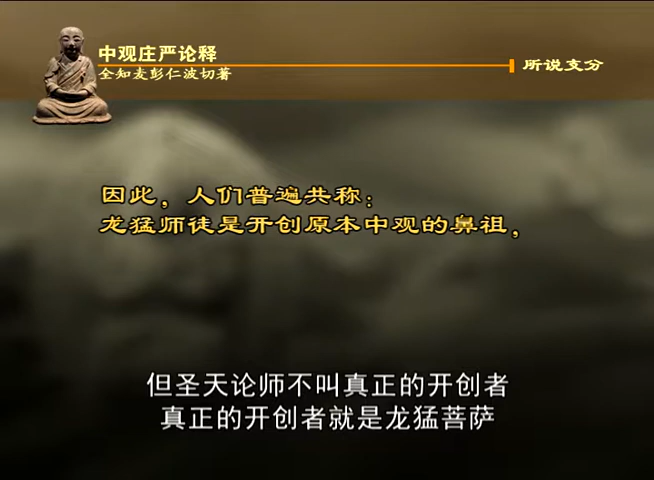 中观庄严论释
全知麦彭仁波切著
所说支分
因此，人们普遍共称：
龙猛师徒是开创原本中观的鼻祖，
但圣天论师不叫真正的开创者
真正的开创者就是龙猛菩萨